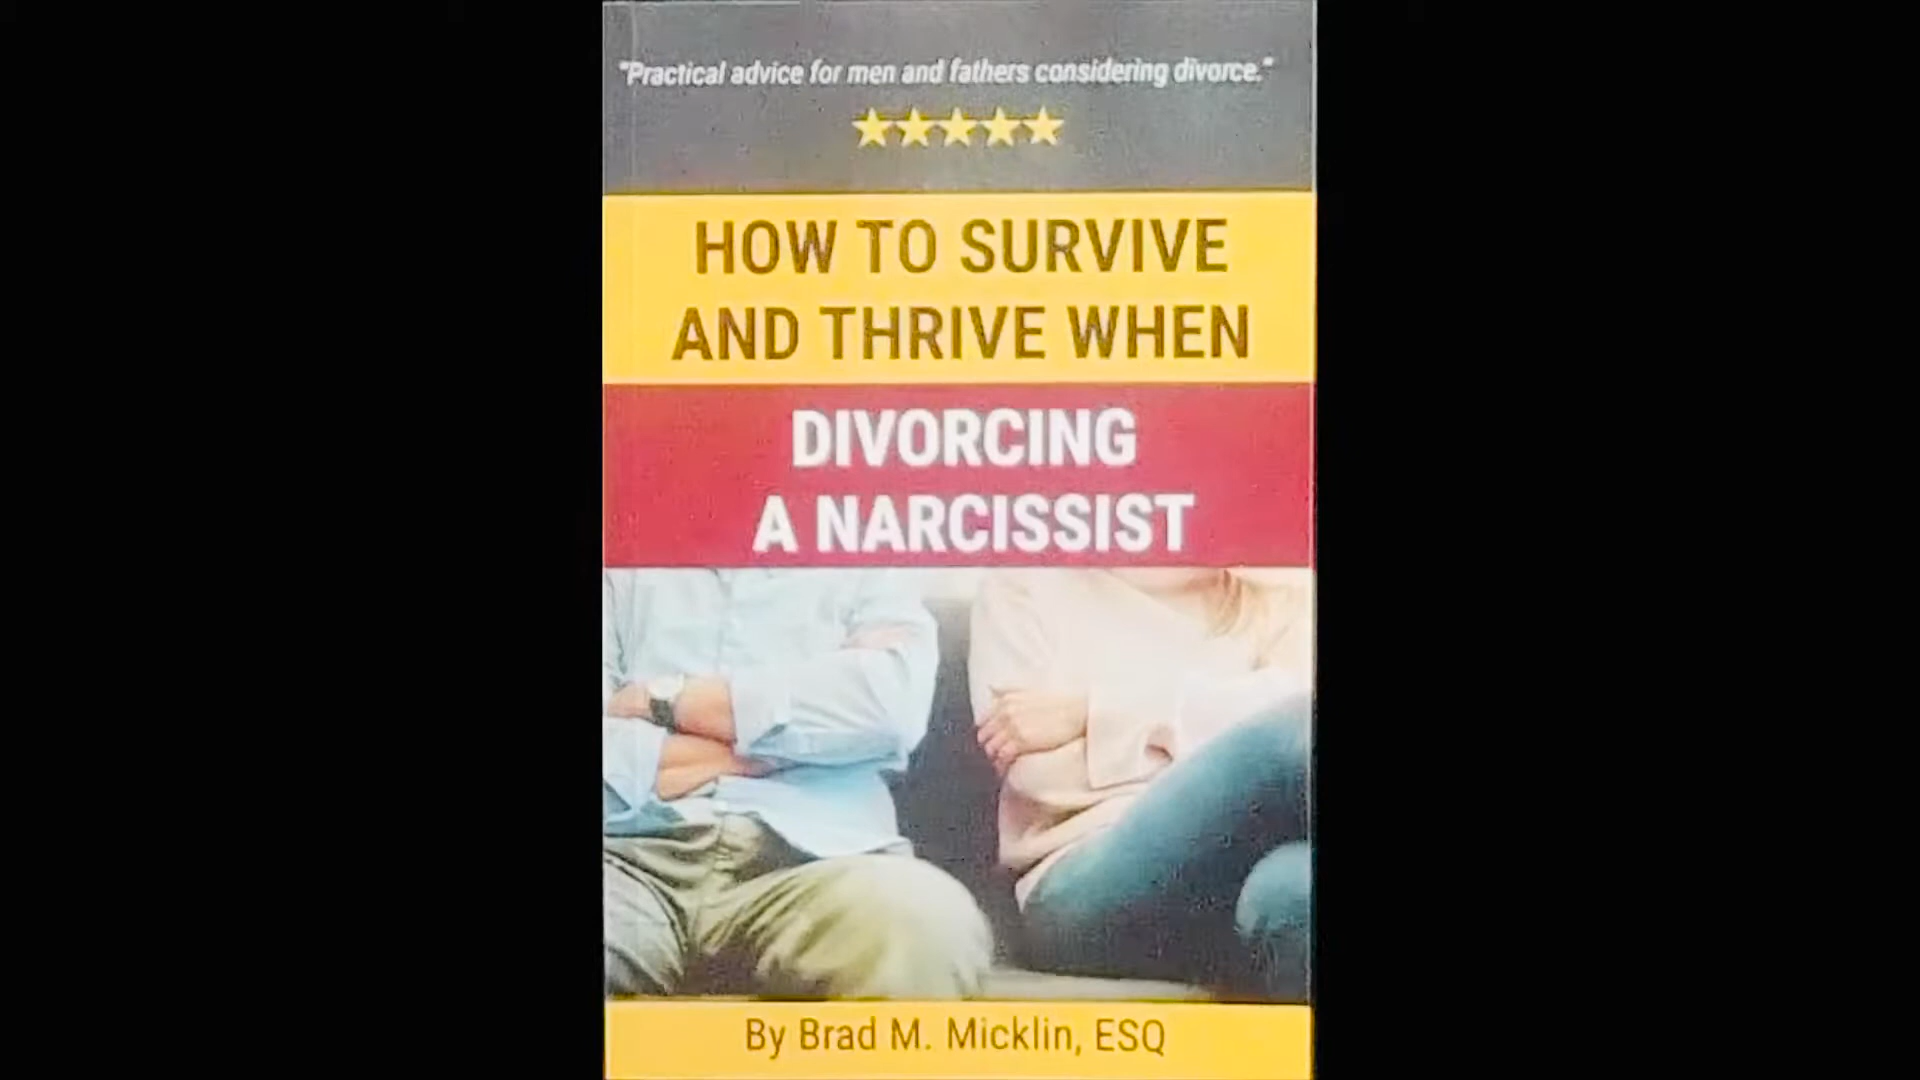 "Practical advice for men and fathers considering divorce."
HOW TO SURVIVE
AND THRIVE WHEN
DIVORCING
A NARCISSIST
By Brad M. Micklin, ESQ